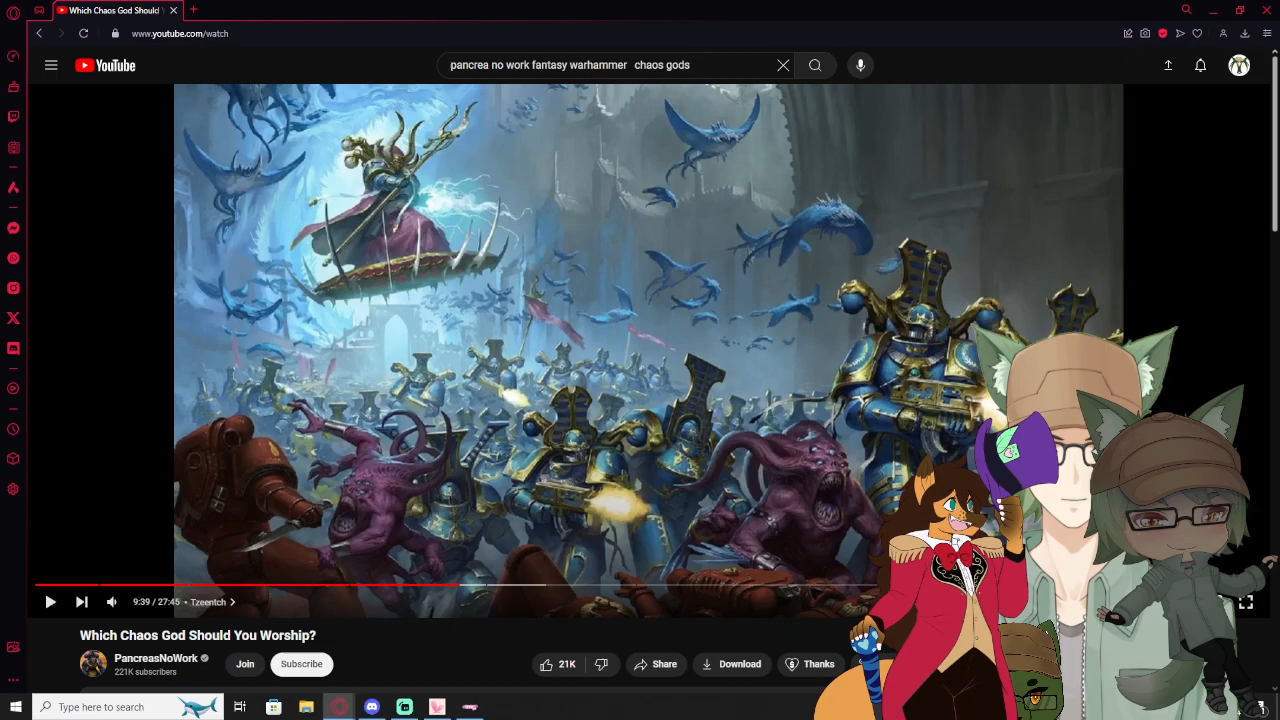 Which Chaos God Should Y
www.youtube.com/watch
YouTube
pancrea no work fantasy warhammer chaos gods
9:39 / 27:45 • Tzeentch
Which Chaos God Should You Worship?
PancreasNoWork
221K subscribers
Join
Subscribe
21K
Share
Download
Thanks
Type here to search